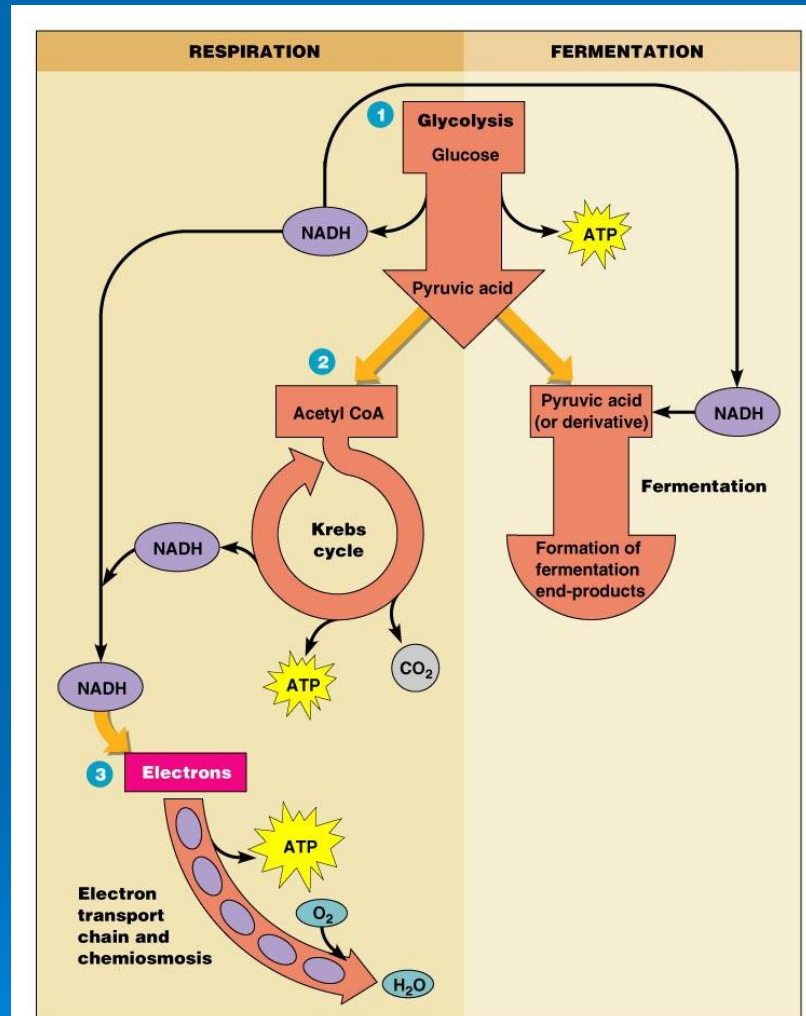 RESPIRATION
FERMENTATION
1
Glycolysis
Glucose
NADH
ATP
Pyruvic acid
2
Acetyl CoA
Pyruvic acid
(or derivative)
NADH
Fermentation
Krebs
cycle
NADH
Formation of
fermentation
end-products
CO₂
ATP
NADH
3
Electrons
ATP
Electron
transport
chain and
chemiosmosis
O₂
H₂O